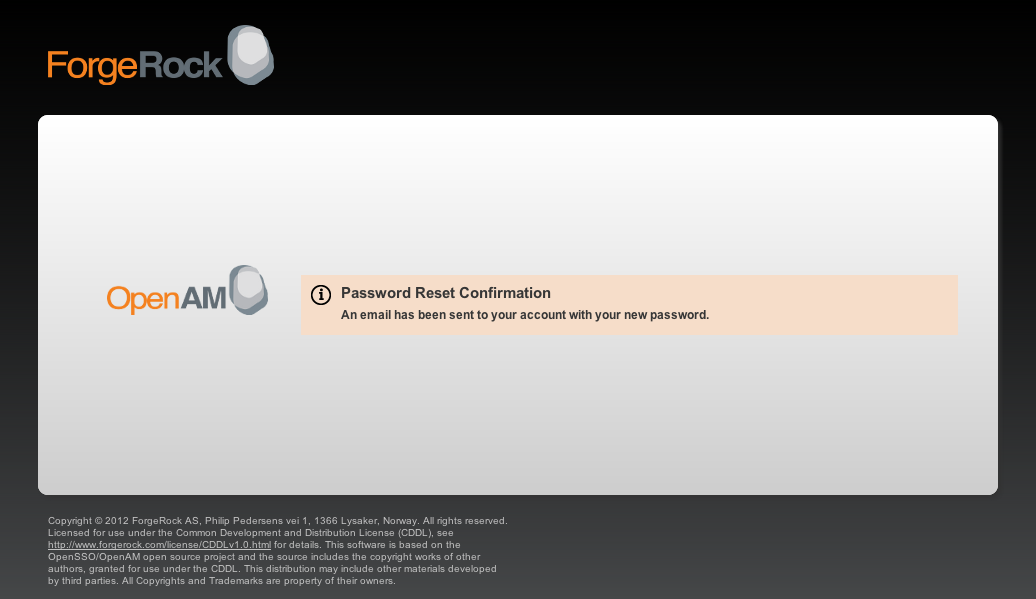 ForgeRock
OpenAM
Password Reset Confirmation
An email has been sent to your account with your new password.
Copyright © 2012 ForgeRock AS, Philip Pedersens vei 1, 1366 Lysaker, Norway. All rights reserved.
Licensed for use under the Common Development and Distribution License (CDDL), see
http://www.forgerock.com/license/CDDLv1.0.html for details. This software is based on the
OpenSSO/OpenAM open source project and the source includes the copyright works of other
authors, granted for use under the CDDL. This distribution may include other materials developed
by third parties. All Copyrights and Trademarks are property of their owners.